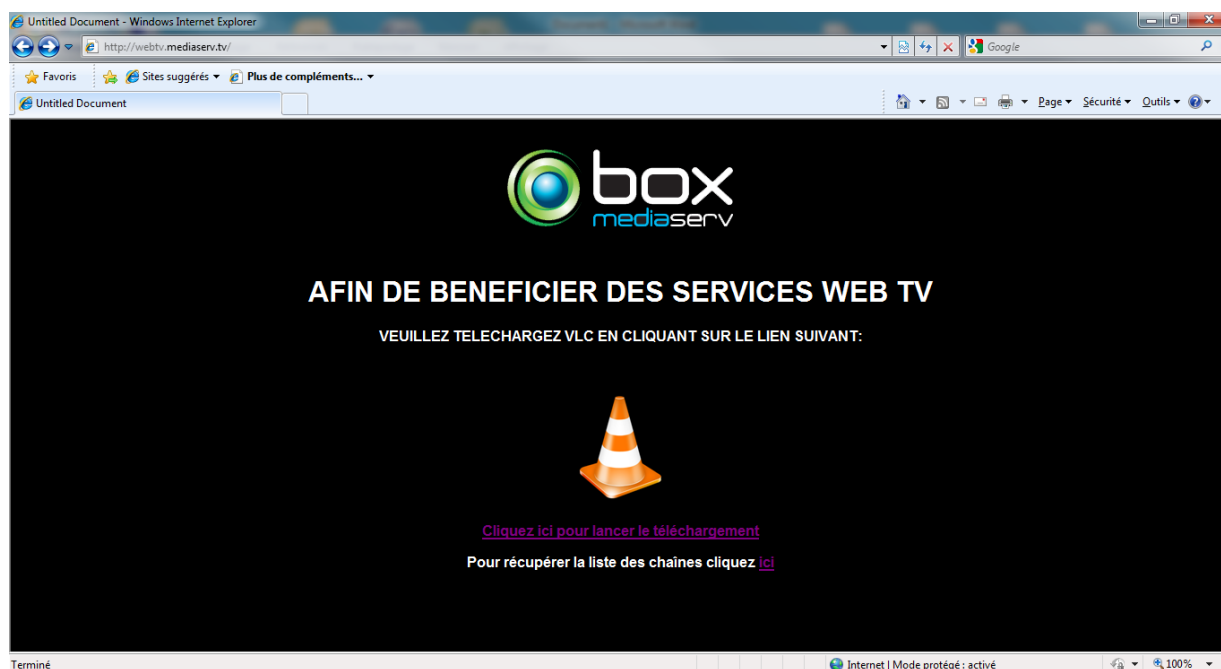 Untitled Document - Windows Internet Explorer
http://webtv.mediaserv.tv/
Google
Favoris
Sites suggérés
Plus de compléments...
Untitled Document
Page
Sécurité
Outils
box
mediaserv
AFIN DE BENEFICIER DES SERVICES WEB TV
VEUILLEZ TELECHARGEZ VLC EN CLIQUANT SUR LE LIEN SUIVANT:
Cliquez ici pour lancer le téléchargement
Pour récupérer la liste des chaînes cliquez ici
Terminé
Internet | Mode protégé : activé
100%